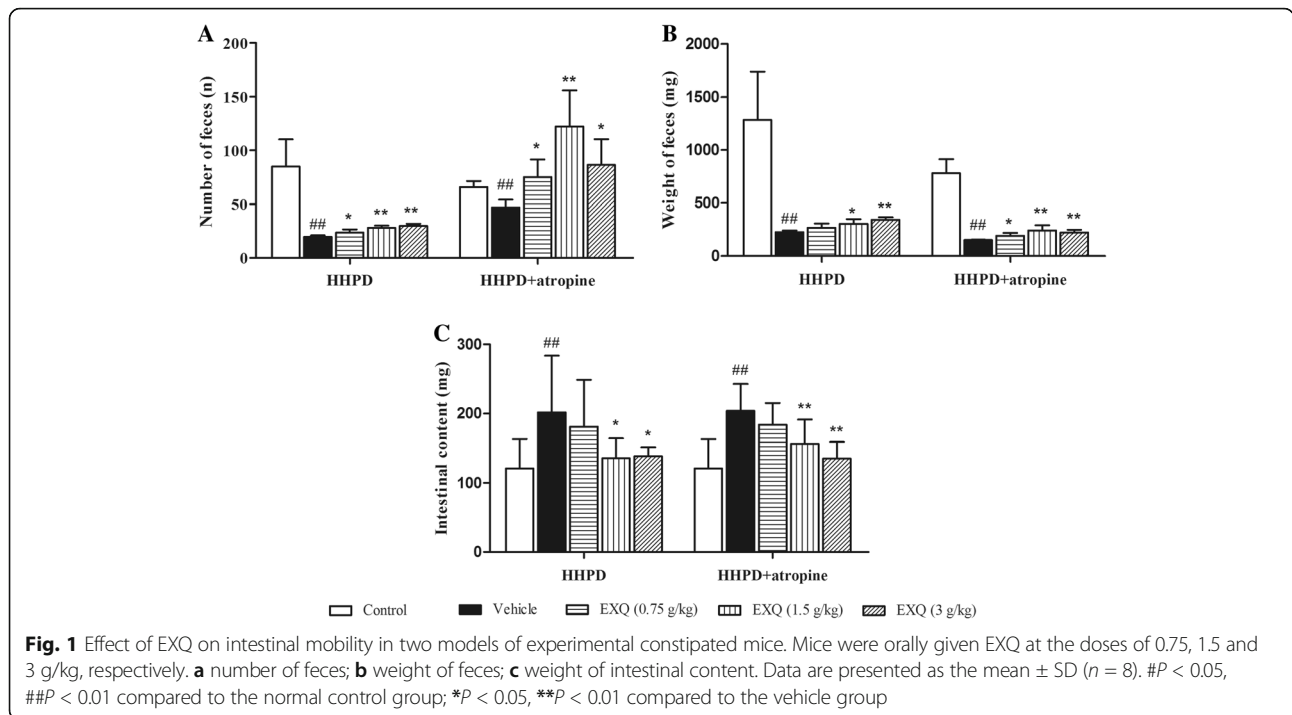 A
Number of feces (n)
200
150
100
50
0
##
*
**
**
##
*
**
*
HHPD
HHPD+atropine
B
Weight of feces (mg)
2000
1500
1000
500
0
##
*
**
##
*
**
**
HHPD
HHPD+atropine
C
Intestinal content (mg)
300
200
100
0
##
*
*
##
**
**
HHPD
HHPD+atropine
Control Vehicle EXQ (0.75 g/kg) EXQ (1.5 g/kg) EXQ (3 g/kg)
Fig. 1 Effect of EXQ on intestinal mobility in two models of experimental constipated mice. Mice were orally given EXQ at the doses of 0.75, 1.5 and
3 g/kg, respectively. a number of feces; b weight of feces; c weight of intestinal content. Data are presented as the mean ± SD (n = 8). #P < 0.05,
##P < 0.01 compared to the normal control group; *P < 0.05, **P < 0.01 compared to the vehicle group